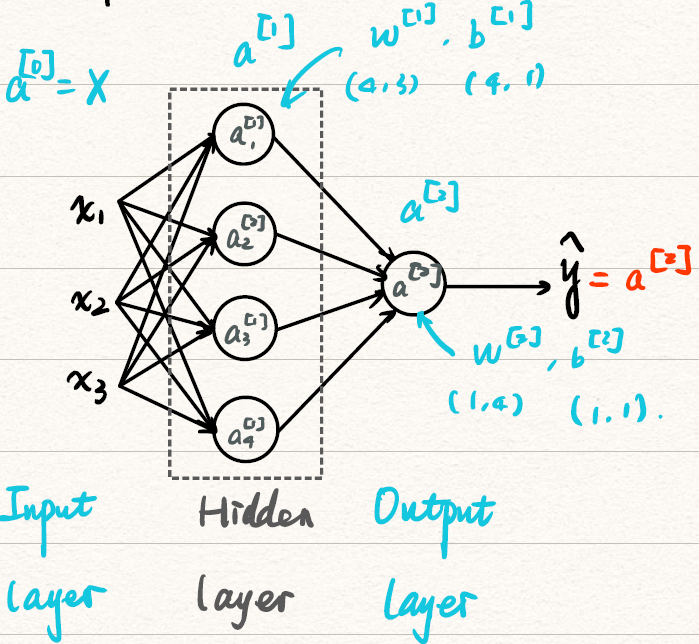 a^[1] w^[1], b^[1]
a^[0] = X (4,3) (4,1)
a_1^[1]
x_1 a^[2]
a_2^[1]
a^[2] ŷ = a^[2]
x_2
a_3^[1] w^[2], b^[2]
x_3 (1,4) (1,1).
a_4^[1]
Input Hidden Output
layer layer layer